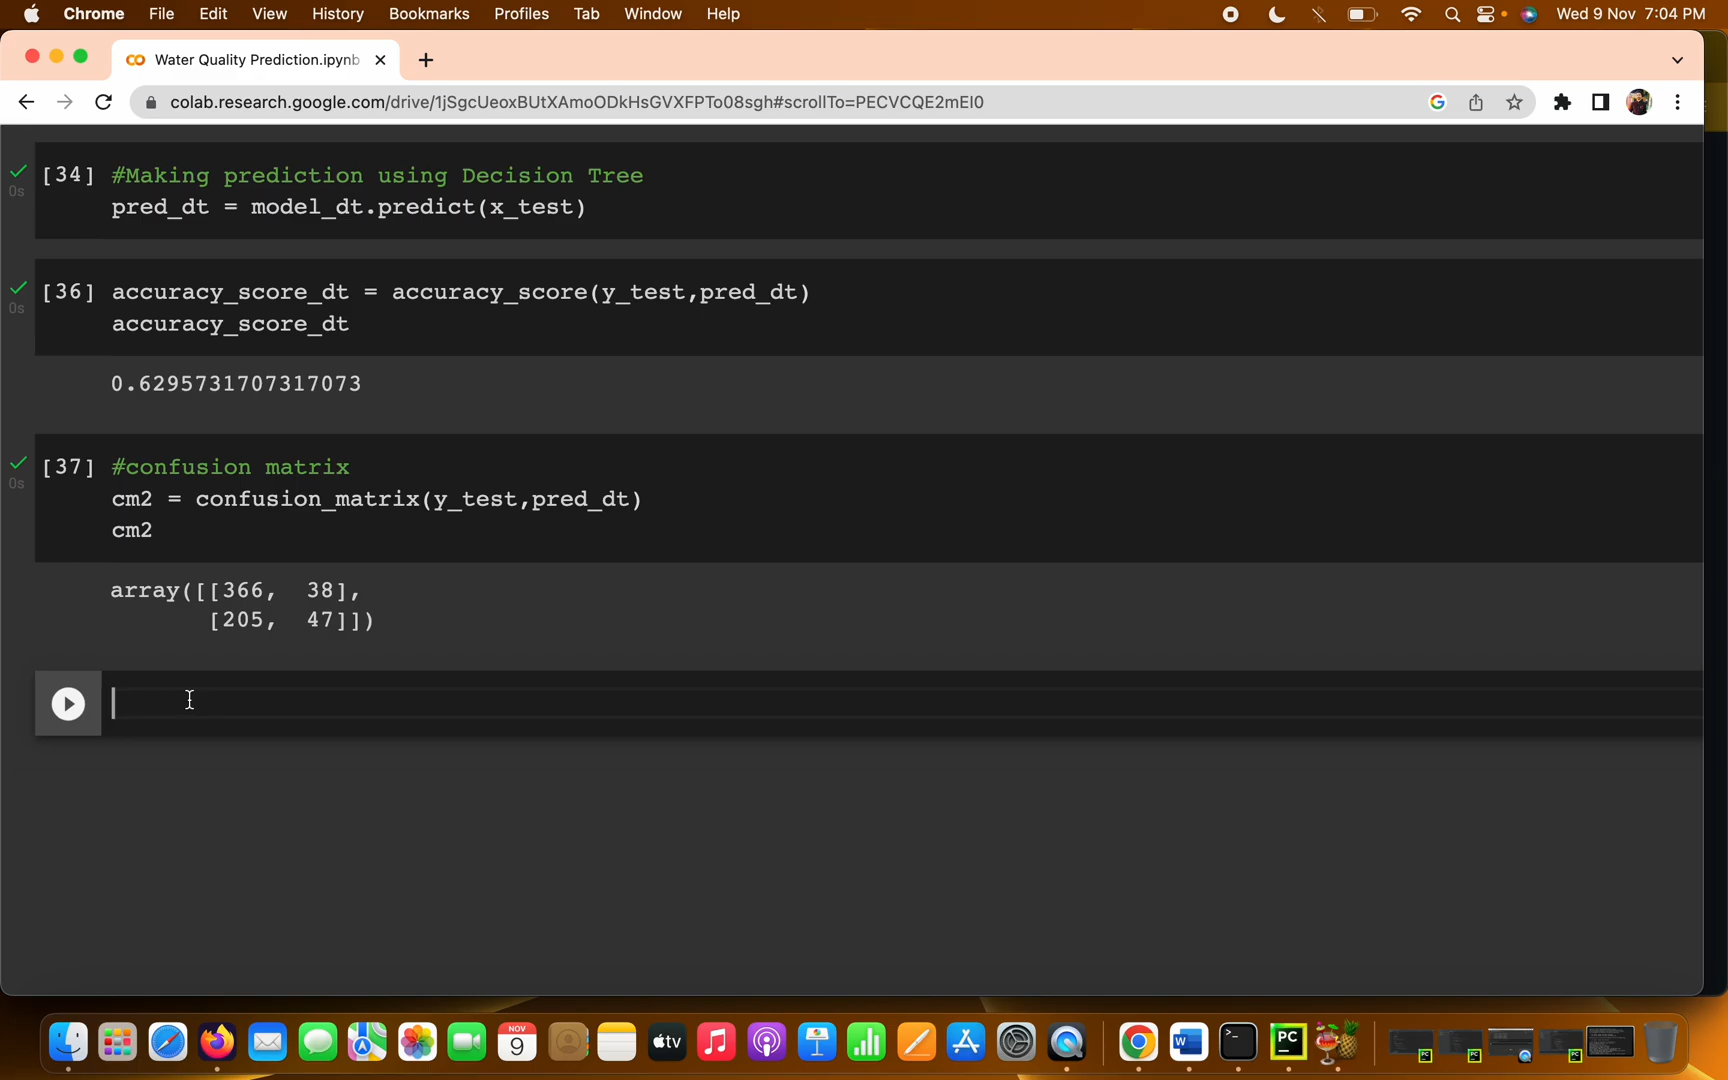 Chrome File Edit View History Bookmarks Profiles Tab Window Help Wed 9 Nov 7:04 PM
Water Quality Prediction.ipynb
colab.research.google.com/drive/1jSgcUeoxBUtXAmoODkHsGVXFPTo08sgh#scrollTo=PECVCQE2mEI0
[34] #Making prediction using Decision Tree
0s
pred_dt = model_dt.predict(x_test)
[36] accuracy_score_dt = accuracy_score(y_test,pred_dt)
0s
accuracy_score_dt
0.6295731707317073
[37] #confusion matrix
0s
cm2 = confusion_matrix(y_test,pred_dt)
cm2
array([[366, 38],
[205, 47]])
NOV
9
tv
W
>_
PC